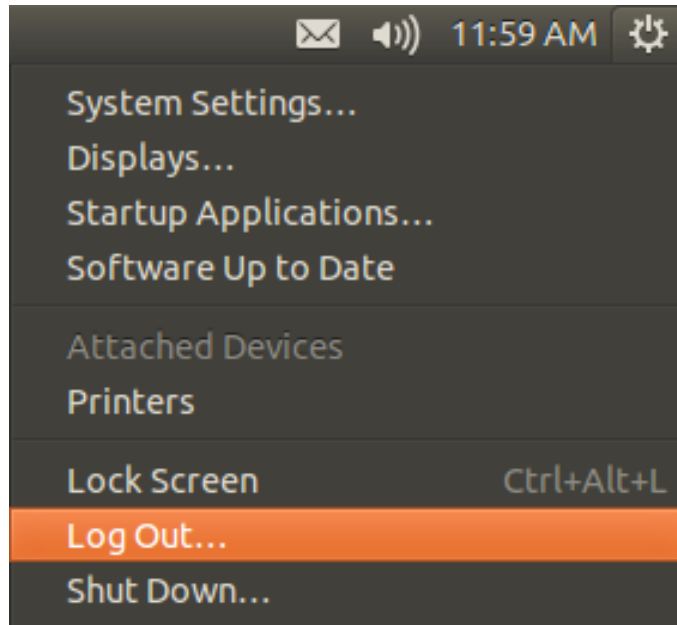 11:59 AM
System Settings...
Displays...
Startup Applications...
Software Up to Date
Attached Devices
Printers
Lock Screen Ctrl+Alt+L
Log Out...
Shut Down...